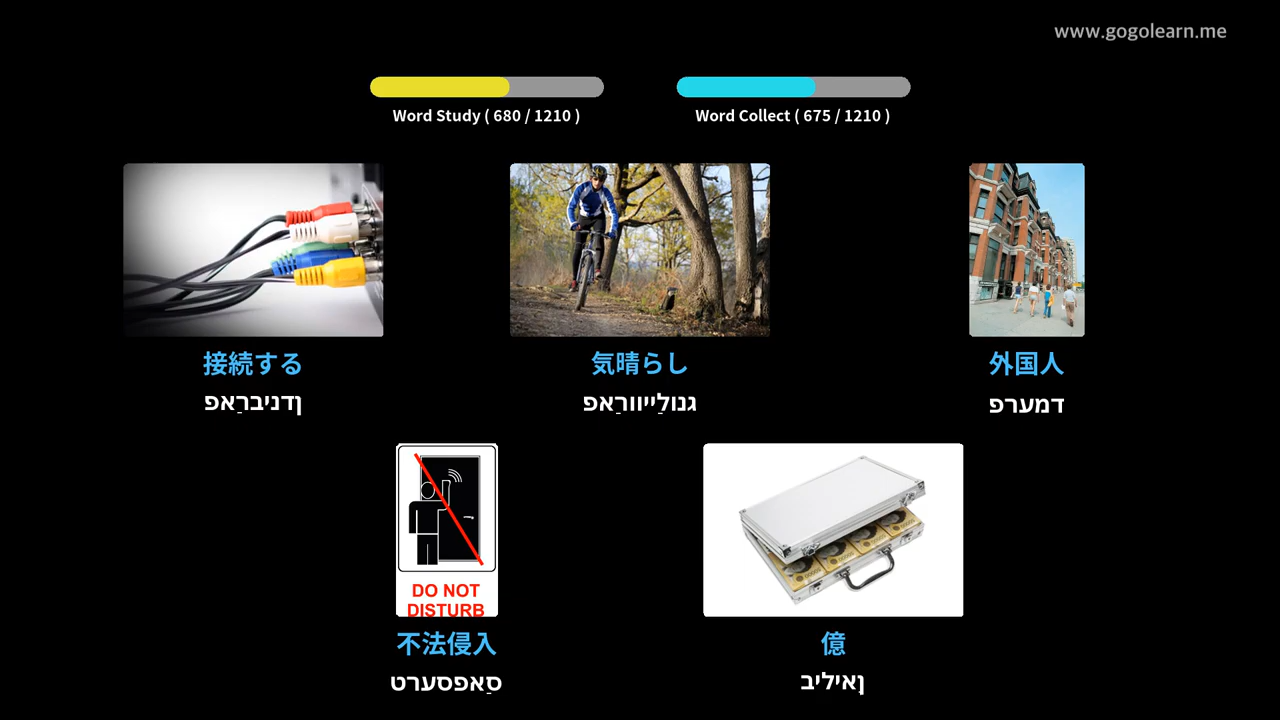 www.gogolearn.me
Word Study ( 680 / 1210 )
Word Collect ( 675 / 1210 )
接続する
פאַרבינדן
気晴らし
פאַרווייַלונג
外国人
פרעמד
DO NOT
DISTURB
不法侵入
טרעספאַס
億
ביליאָן